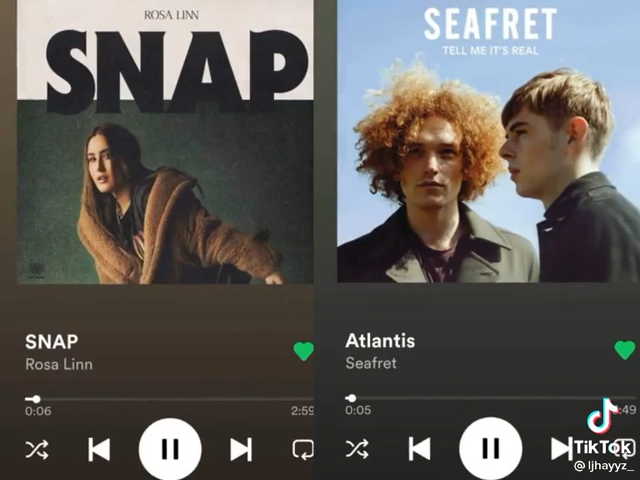 ROSA LINN
SNAP
SNAP
Rosa Linn
0:06
2:59
SEAFRET
TELL ME IT'S REAL
Atlantis
Seafret
0:05
:49
TikTok
@ ljhayyz_